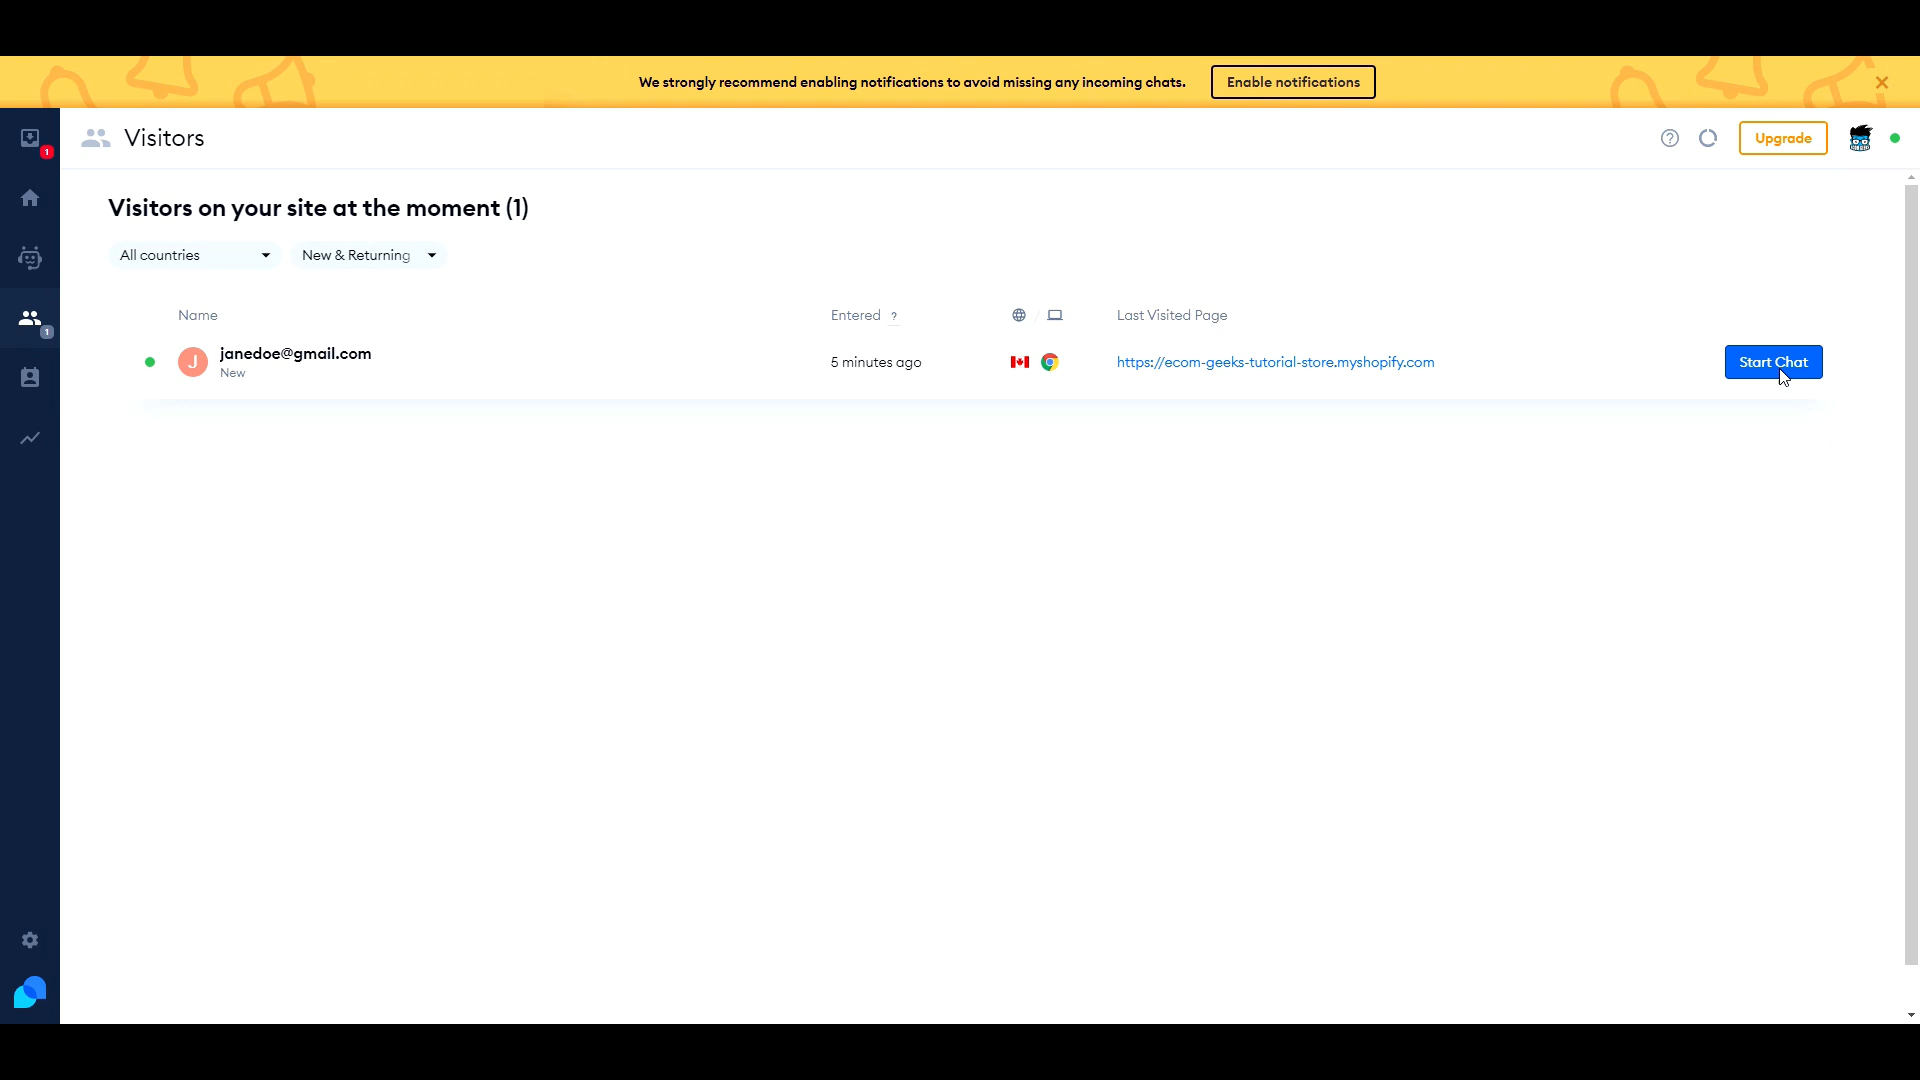 We strongly recommend enabling notifications to avoid missing any incoming chats. Enable notifications
1
Visitors
Upgrade
Visitors on your site at the moment (1)
All countries New & Returning
1
Name Entered ? Last Visited Page
J janedoe@gmail.com
New
5 minutes ago https://ecom-geeks-tutorial-store.myshopify.com Start Chat